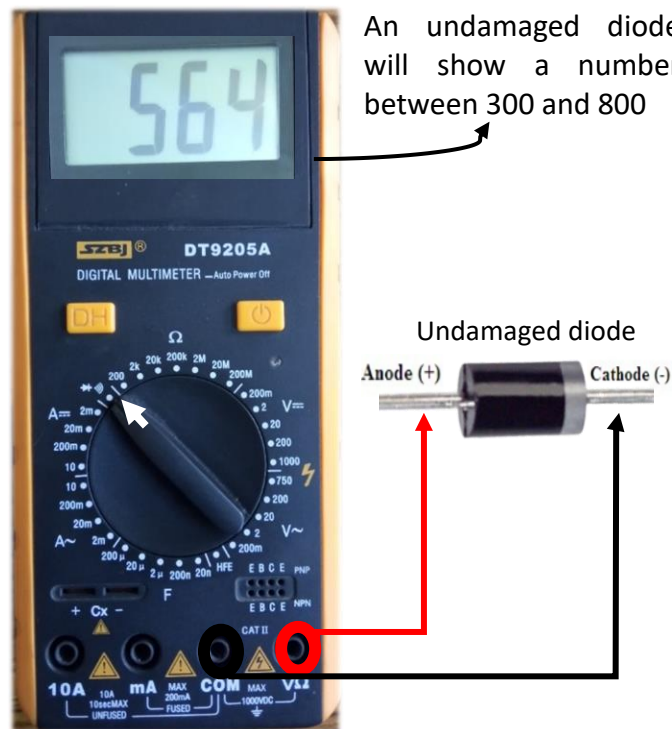 An undamaged diode
will show a number
between 300 and 800
564
SZBJ ® DT9205A
DIGITAL MULTIMETER –Auto Power Off
DH
Ω
200 2k 20k 200k 2M 20M 200M
A⎓ 2m 20m 200m 10
200m 2 20 200 1000 V⎓
10 200m 20m 2m 200µ A~
750 200 20 2 200m V~
20µ 2µ 200n 20n F
HFE
E B C E PNP
E B C E NPN
+ Cx −
CAT II
10A mA COM VΩ
10A
10secMAX
UNFUSED
MAX
200mA
FUSED
MAX
1000VDC
Undamaged diode
Anode (+) Cathode (-)